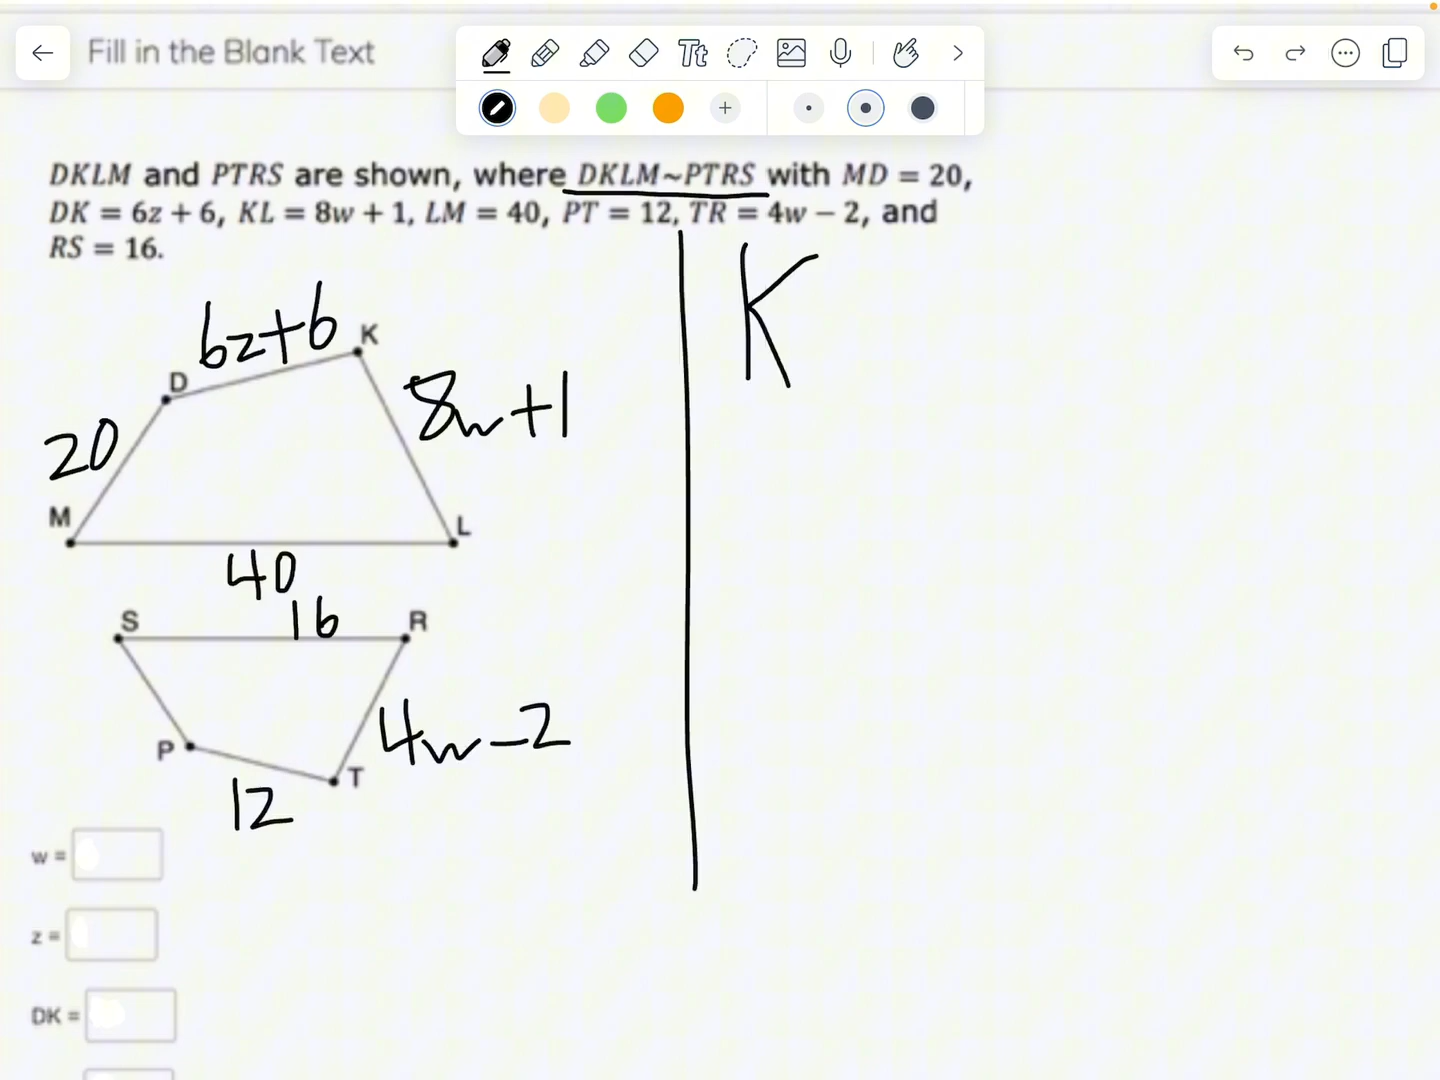 Fill in the Blank Text
Tt
DKLM and PTRS are shown, where DKLM~PTRS with MD = 20,
DK = 6z + 6, KL = 8w + 1, LM = 40, PT = 12, TR = 4w − 2, and
RS = 16.
K
6z+6
K
D
8w+1
20
M
L
40
16
S
R
4w-2
P
T
12
w =
z =
DK =